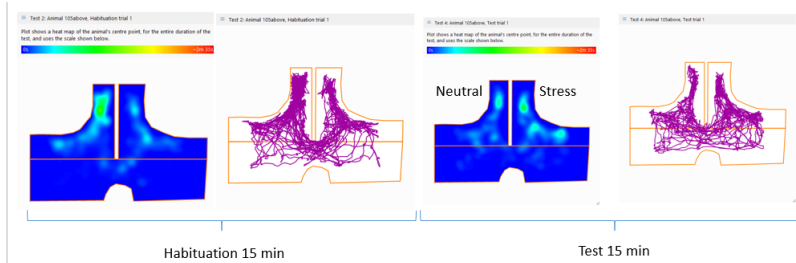 Test 2: Animal 105above, Habituation trial 1
Plot shows a heat map of the animal's centre point, for the entire duration of the
test, and uses the scale shown below.
0s
~2m 35s
Test 2: Animal 105above, Habituation trial 1
Test 4: Animal 105above, Test trial 1
Plot shows a heat map of the animal's centre point, for the entire duration of the
test, and uses the scale shown below.
0s
~2m 35s
Test 4: Animal 105above, Test trial 1
Neutral
Stress
Habituation 15 min
Test 15 min